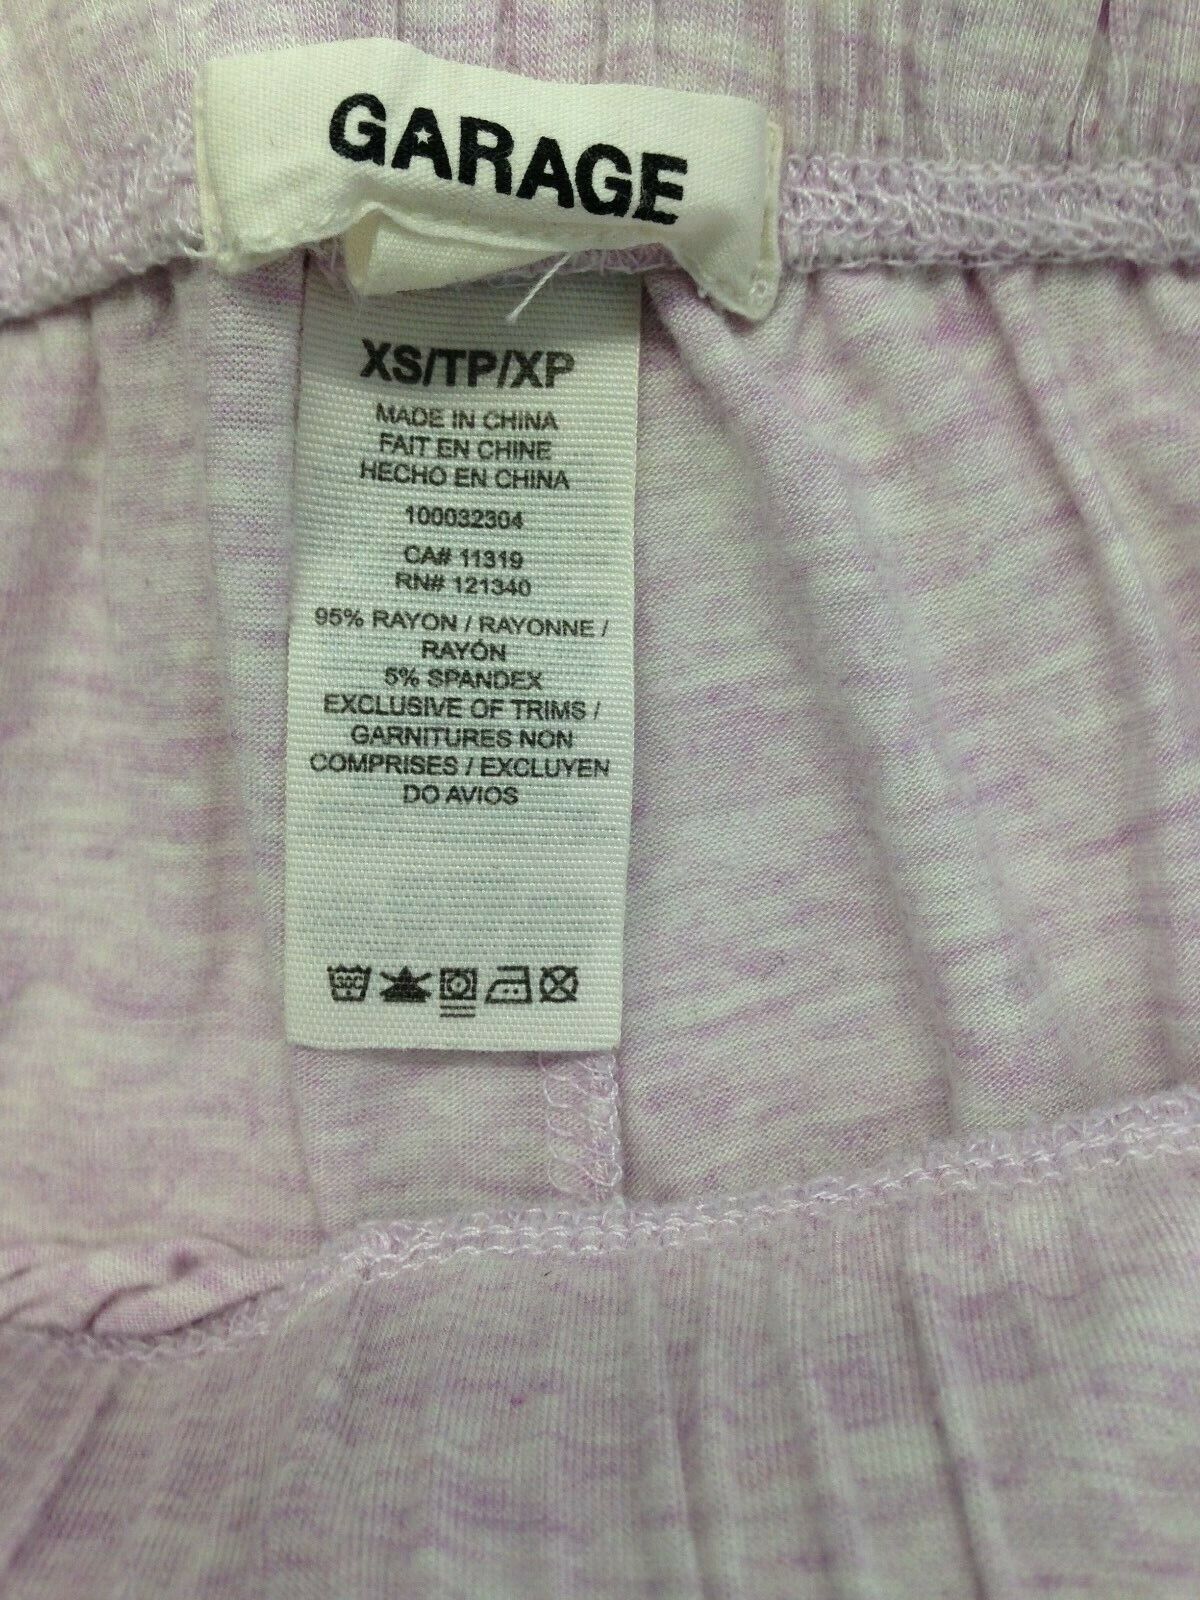 GARAGE
XS/TP/XP
MADE IN CHINA
FAIT EN CHINE
HECHO EN CHINA
100032304
CA# 11319
RN# 121340
95% RAYON / RAYONNE /
RAYÓN
5% SPANDEX
EXCLUSIVE OF TRIMS /
GARNITURES NON
COMPRISES / EXCLUYEN
DO AVIOS
30C